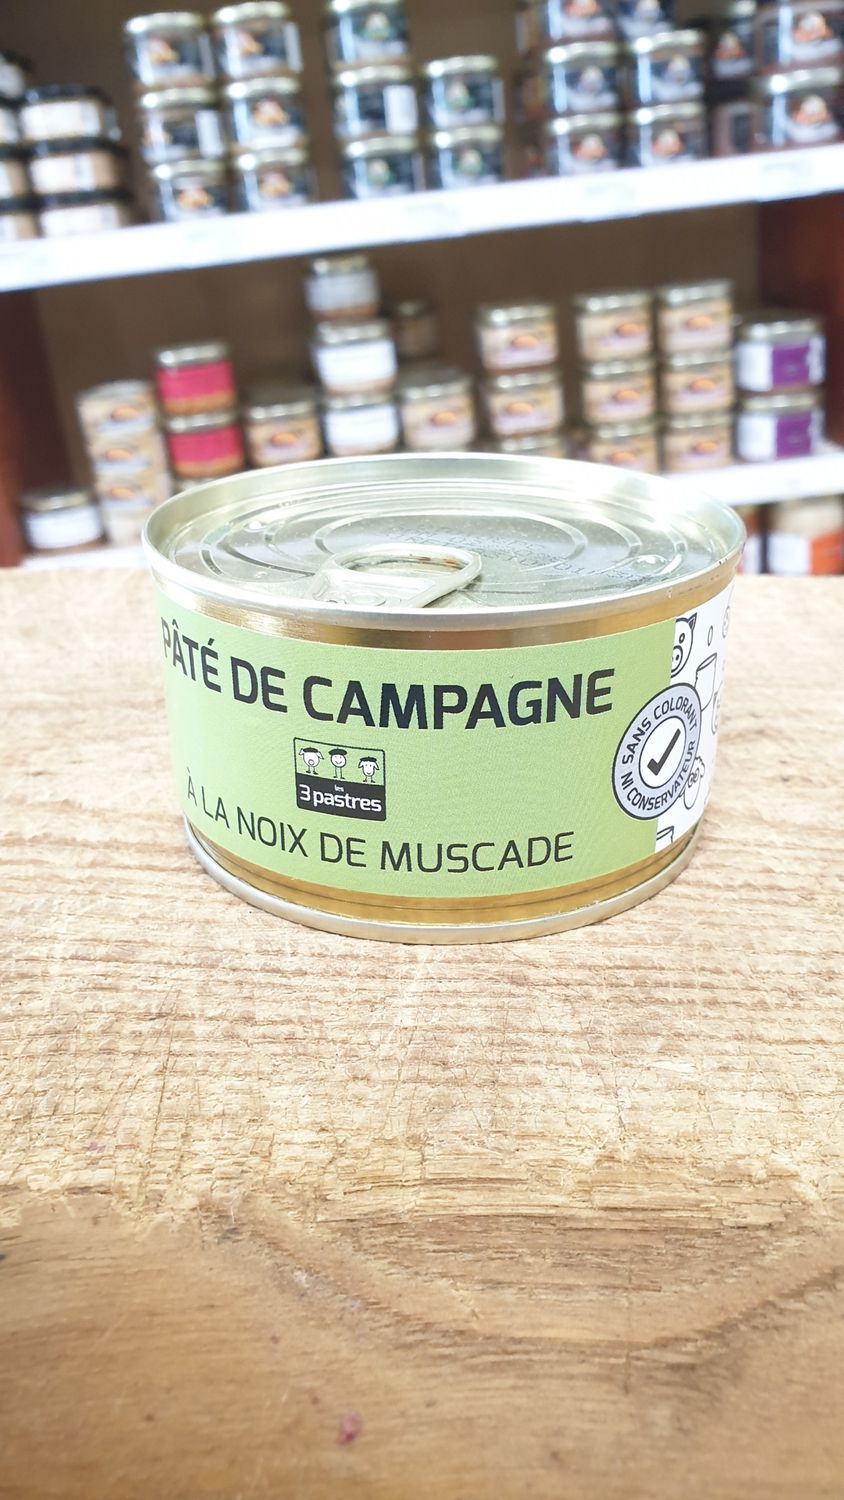 PÂTÉ DE CAMPAGNE
les
3 pastres
À LA NOIX DE MUSCADE
SANS COLORANT
NI CONSERVATEUR